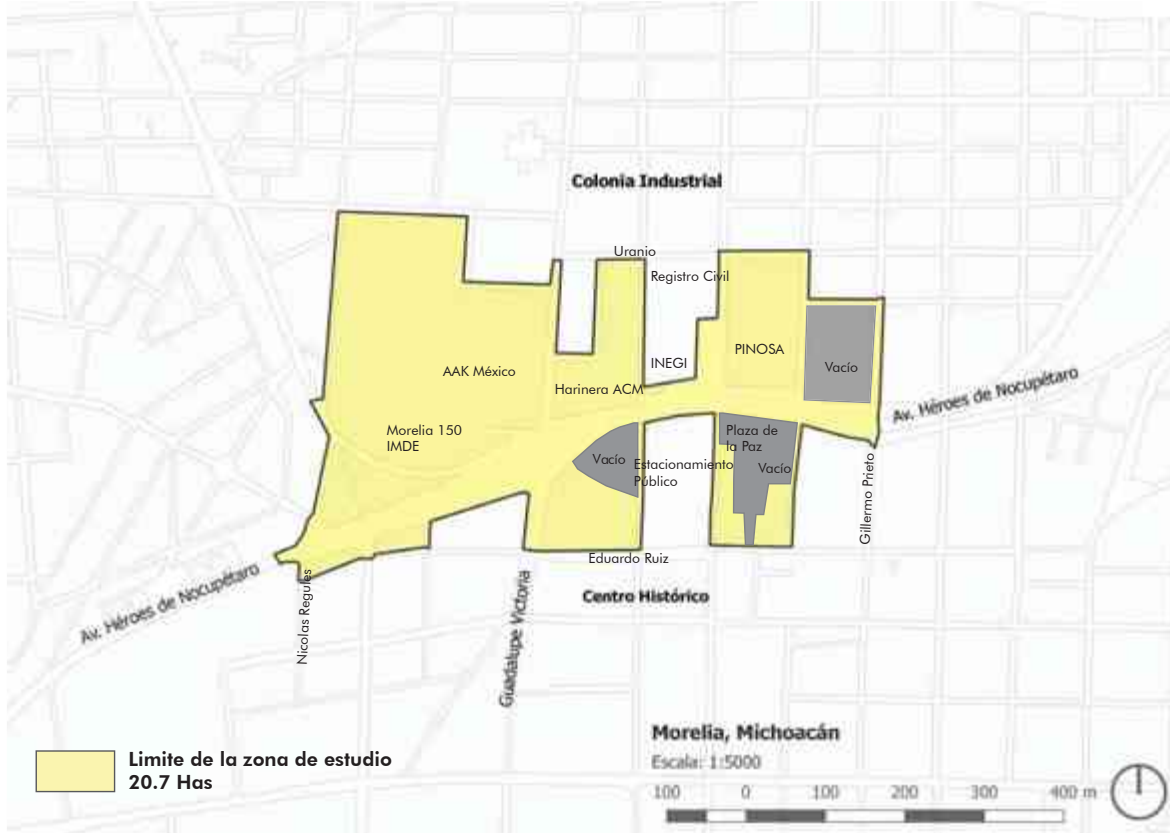 Colonia Industrial
Uranio
Registro Civil
INEGI
PINOSA
Vacío
AAK México
Harinera ACM
Av. Héroes de Nocupétaro
Morelia 150
IMDE
Plaza de
la Paz
Vacío
Vacío
Estacionamiento
Público
Gillermo Prieto
Eduardo Ruiz
Centro Histórico
Av. Héroes de Nocupétaro
Nicolas Regules
Guadalupe Victoria
Morelia, Michoacán
Escala: 1:5000
100 0 100 200 300 400 m
Limite de la zona de estudio
20.7 Has